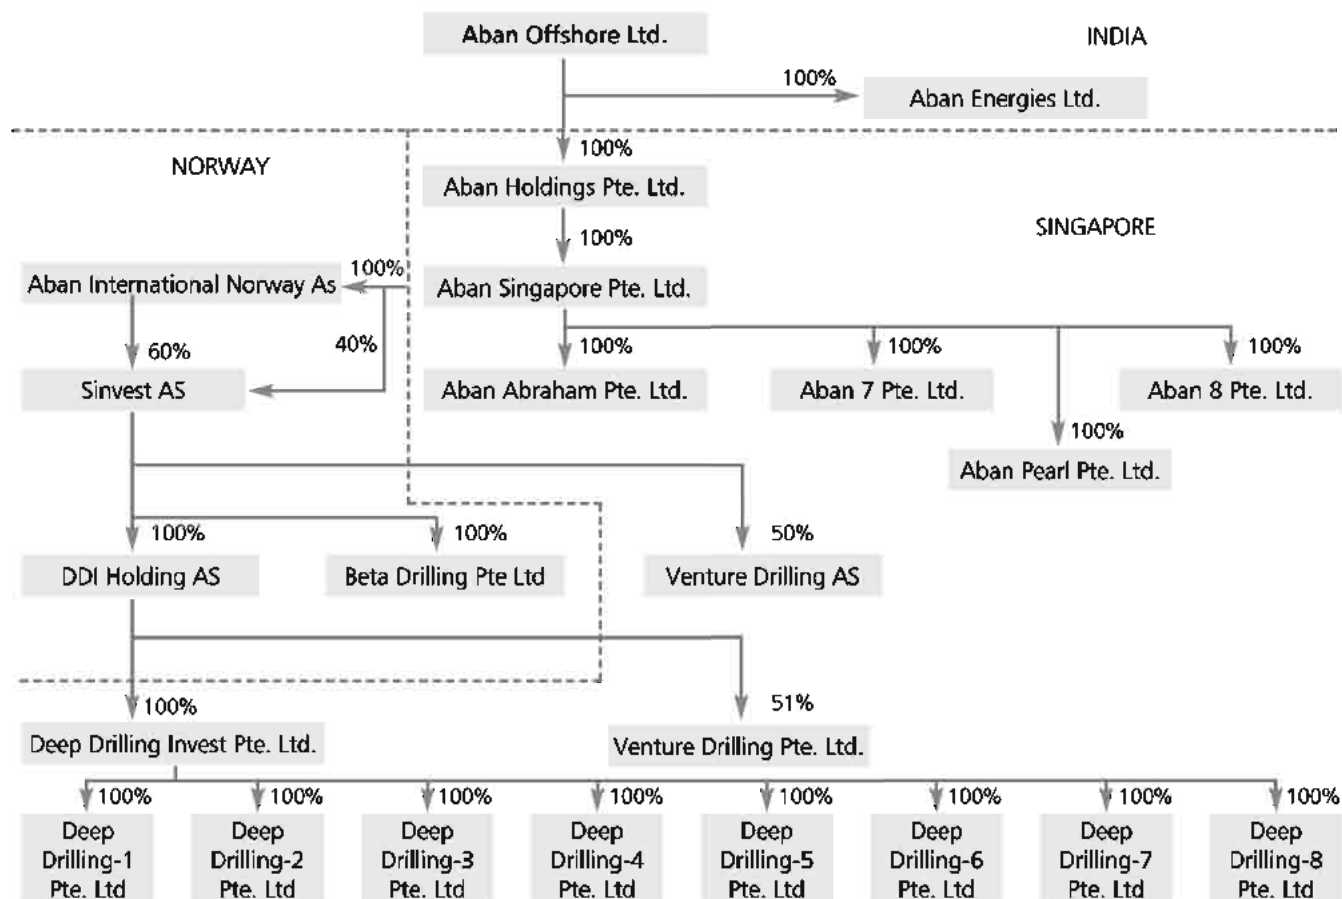 Aban Offshore Ltd.
INDIA
100%
Aban Energies Ltd.
NORWAY
100%
Aban Holdings Pte. Ltd.
SINGAPORE
100%
Aban International Norway As
100%
Aban Singapore Pte. Ltd.
60%
40%
100%
100%
100%
Sinvest AS
Aban Abraham Pte. Ltd.
Aban 7 Pte. Ltd.
Aban 8 Pte. Ltd.
100%
Aban Pearl Pte. Ltd.
100%
100%
50%
DDI Holding AS
Beta Drilling Pte Ltd
Venture Drilling AS
100%
51%
Deep Drilling Invest Pte. Ltd.
Venture Drilling Pte. Ltd.
100%
100%
100%
100%
100%
100%
100%
100%
Deep
Drilling-1
Pte. Ltd
Deep
Drilling-2
Pte. Ltd
Deep
Drilling-3
Pte. Ltd
Deep
Drilling-4
Pte. Ltd
Deep
Drilling-5
Pte. Ltd
Deep
Drilling-6
Pte. Ltd
Deep
Drilling-7
Pte. Ltd
Deep
Drilling-8
Pte. Ltd